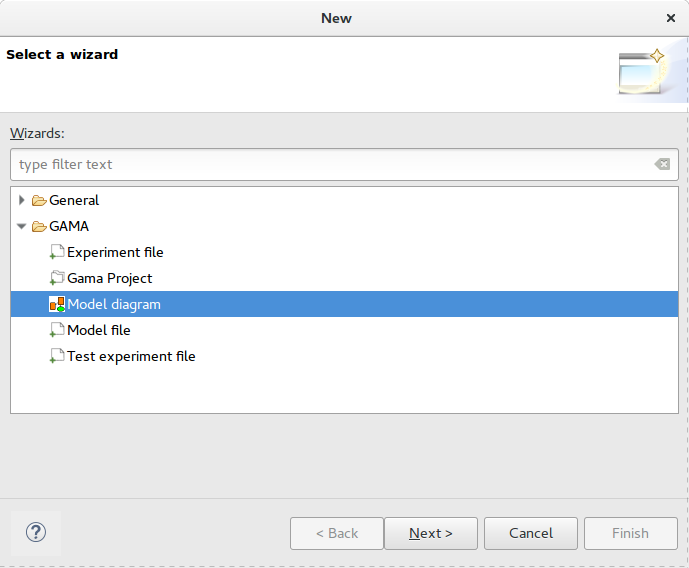 New
Select a wizard
Wizards:
type filter text
General
GAMA
Experiment file
Gama Project
Model diagram
Model file
Test experiment file
< Back Next > Cancel Finish